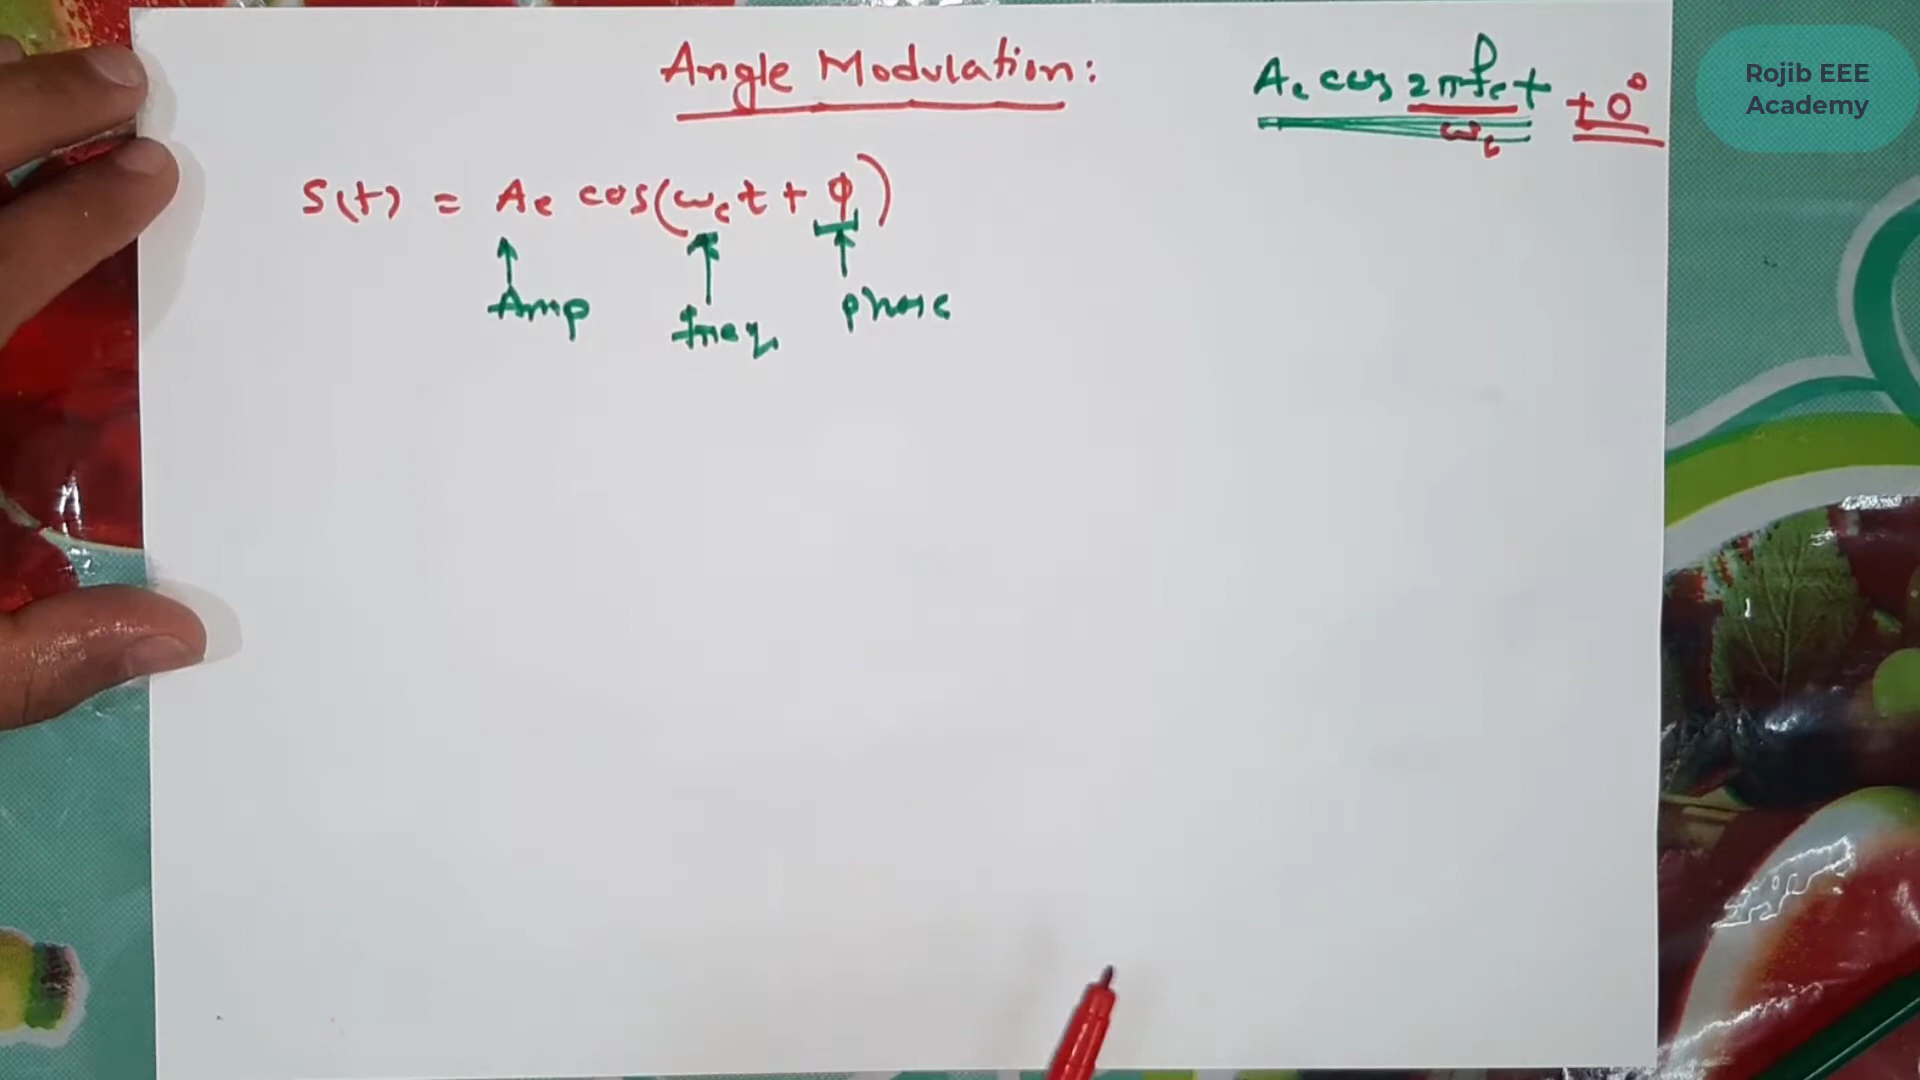 Angle Modulation:
Ac cos 2πfct + 0°
ωc
S(t) = Ac cos(ωct + φ)
Amp freq. phase
Rojib EEE
Academy